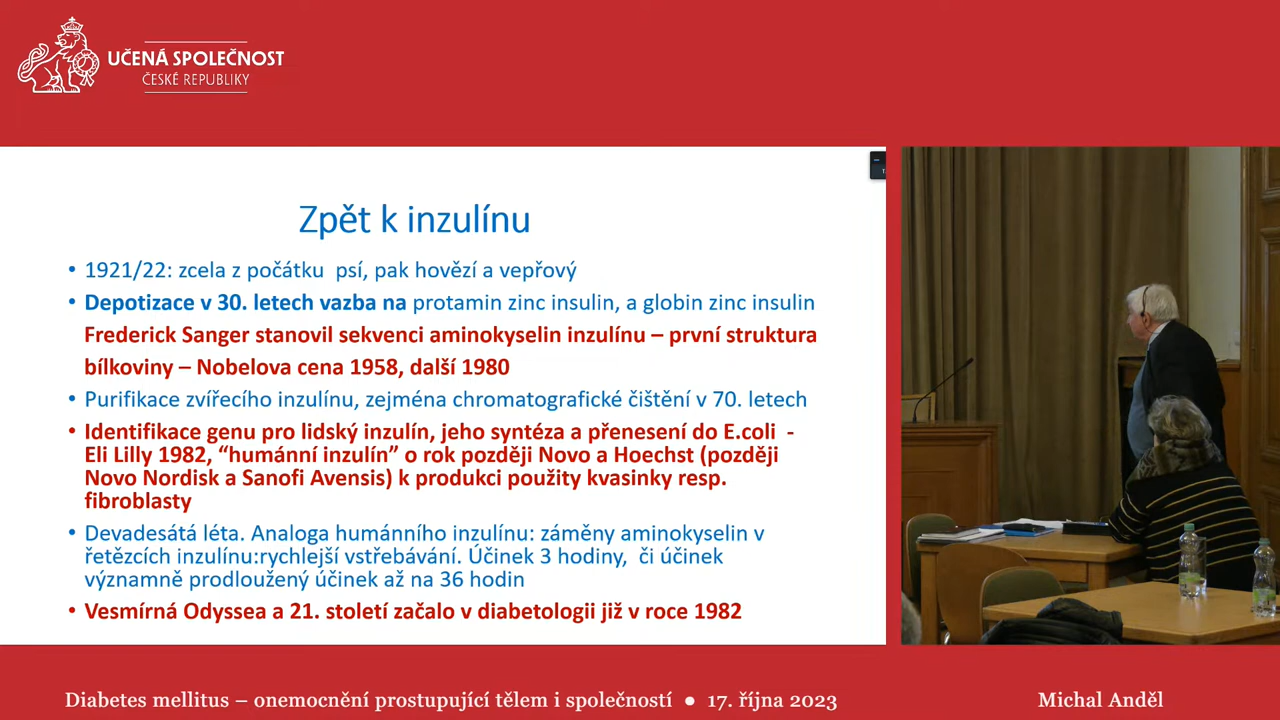 UČENÁ SPOLEČNOST
ČESKÉ REPUBLIKY
Zpět k inzulínu
• 1921/22: zcela z počátku psí, pak hovězí a vepřový
• Depotizace v 30. letech vazba na protamin zinc insulin, a globin zinc insulin
Frederick Sanger stanovil sekvenci aminokyselin inzulínu – první struktura
bílkoviny – Nobelova cena 1958, další 1980
• Purifikace zvířecího inzulínu, zejména chromatografické čištění v 70. letech
• Identifikace genu pro lidský inzulín, jeho syntéza a přenesení do E.coli -
Eli Lilly 1982, “humánní inzulín” o rok později Novo a Hoechst (později
Novo Nordisk a Sanofi Avensis) k produkci použity kvasinky resp.
fibroblasty
• Devadesátá léta. Analoga humánního inzulínu: záměny aminokyselin v
řetězcích inzulínu:rychlejší vstřebávání. Účinek 3 hodiny, či účinek
významně prodloužený účinek až na 36 hodin
• Vesmírná Odyssea a 21. století začalo v diabetologii již v roce 1982
Diabetes mellitus – onemocnění prostupující tělem i společností ● 17. října 2023
Michal Anděl